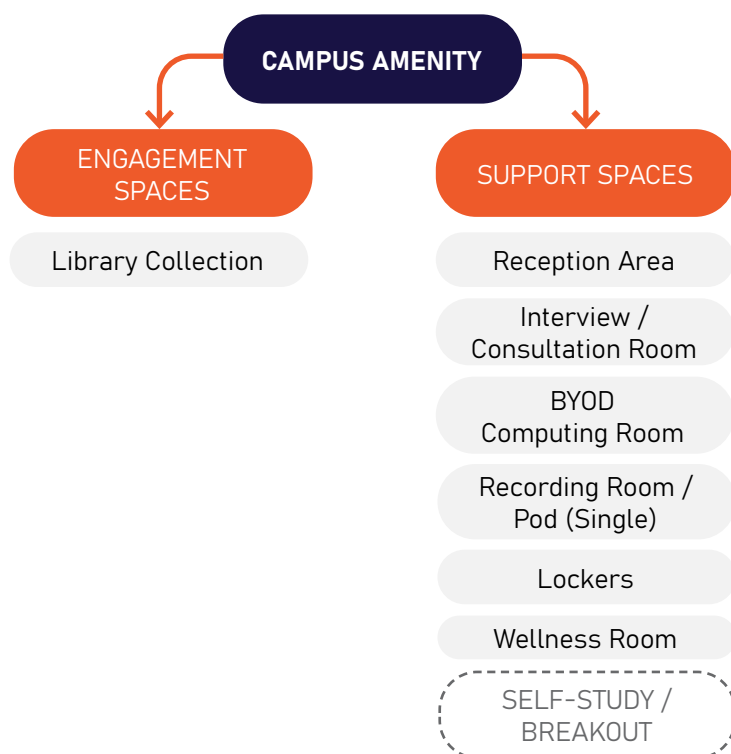 CAMPUS AMENITY
ENGAGEMENT
SPACES
Library Collection
SUPPORT SPACES
Reception Area
Interview /
Consultation Room
BYOD
Computing Room
Recording Room /
Pod (Single)
Lockers
Wellness Room
SELF-STUDY /
BREAKOUT